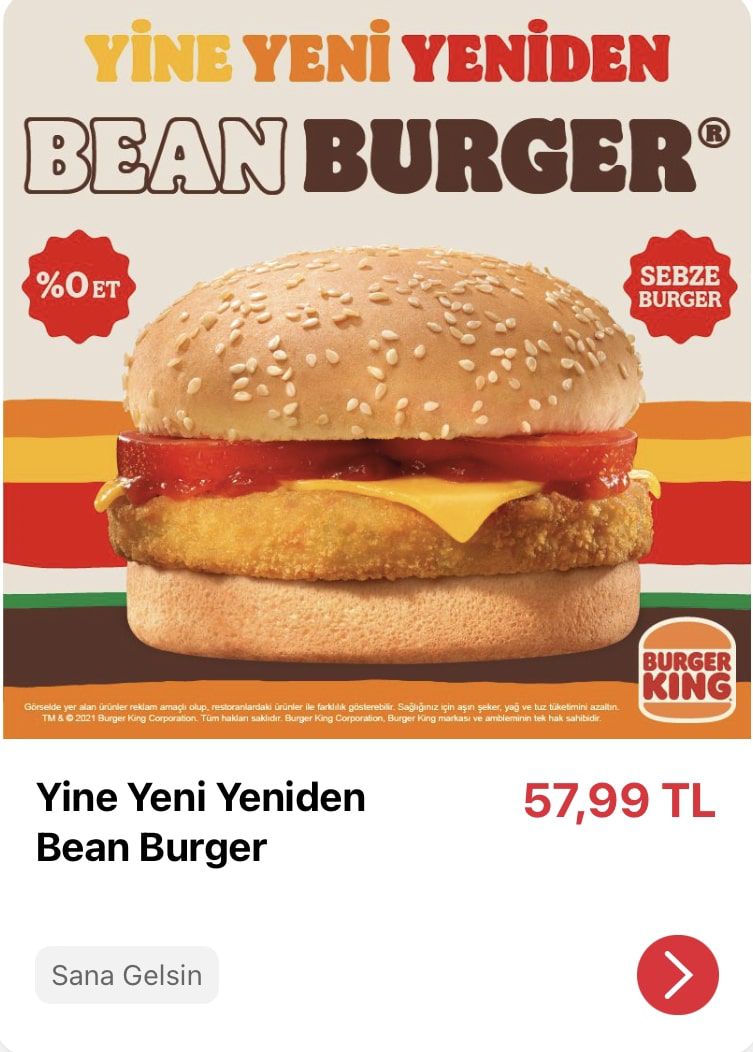 YİNE YENİ YENİDEN
BEAN BURGER®
%0 ET
SEBZE
BURGER
BURGER
KING
Görselde yer alan ürünler reklam amaçlı olup, restoranlardaki ürünler ile farklılık gösterebilir. Sağlığınız için aşırı şeker, yağ ve tuz tüketimini azaltın.
TM & © 2021 Burger King Corporation. Tüm hakları saklıdır. Burger King Corporation, Burger King markası ve ambleminin tek hak sahibidir.
Yine Yeni Yeniden
Bean Burger
57,99 TL
Sana Gelsin